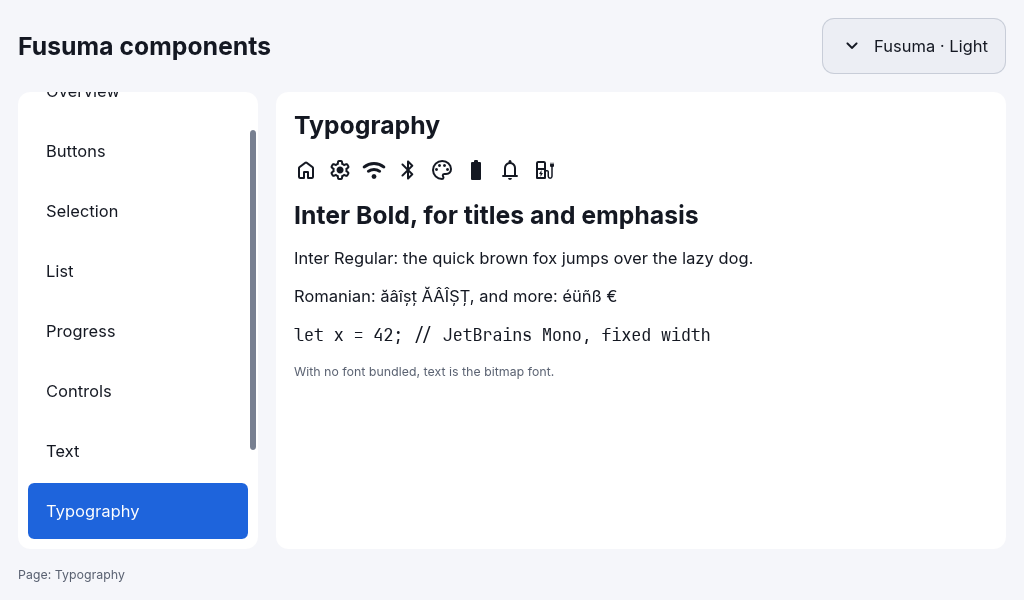 Fusuma components
Fusuma · Light
Overview
Buttons
Selection
List
Progress
Controls
Text
Typography
Typography
Inter Bold, for titles and emphasis
Inter Regular: the quick brown fox jumps over the lazy dog.
Romanian: ăâîșț ĂÂÎȘȚ, and more: éüñß €
let x = 42; // JetBrains Mono, fixed width
With no font bundled, text is the bitmap font.
Page: Typography